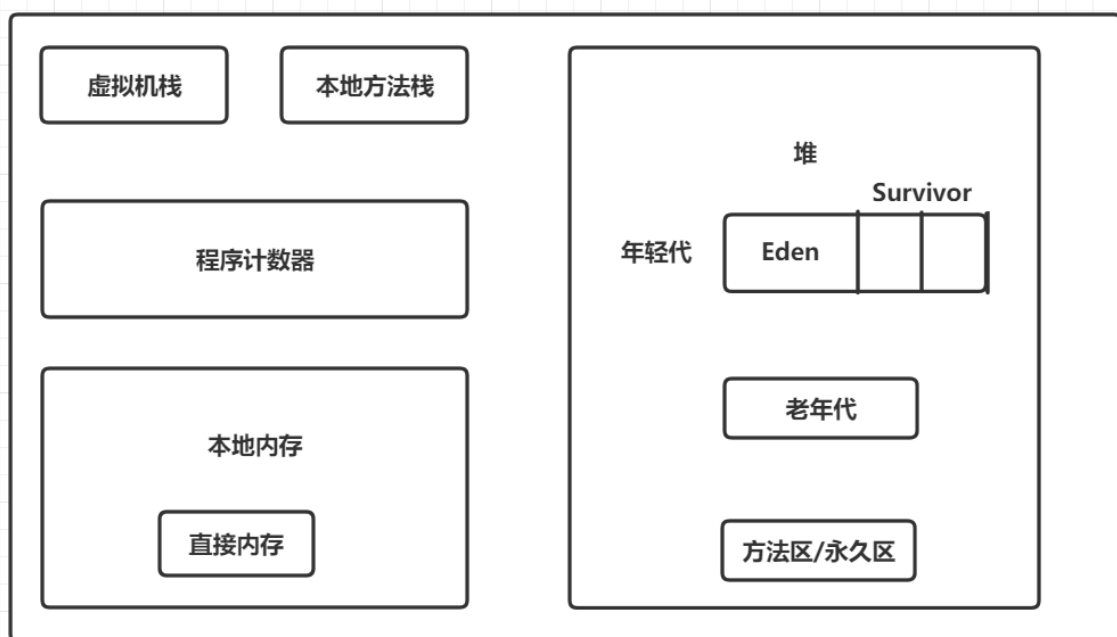 虚拟机栈
本地方法栈
程序计数器
本地内存
直接内存
堆
Survivor
年轻代
Eden
老年代
方法区/永久区